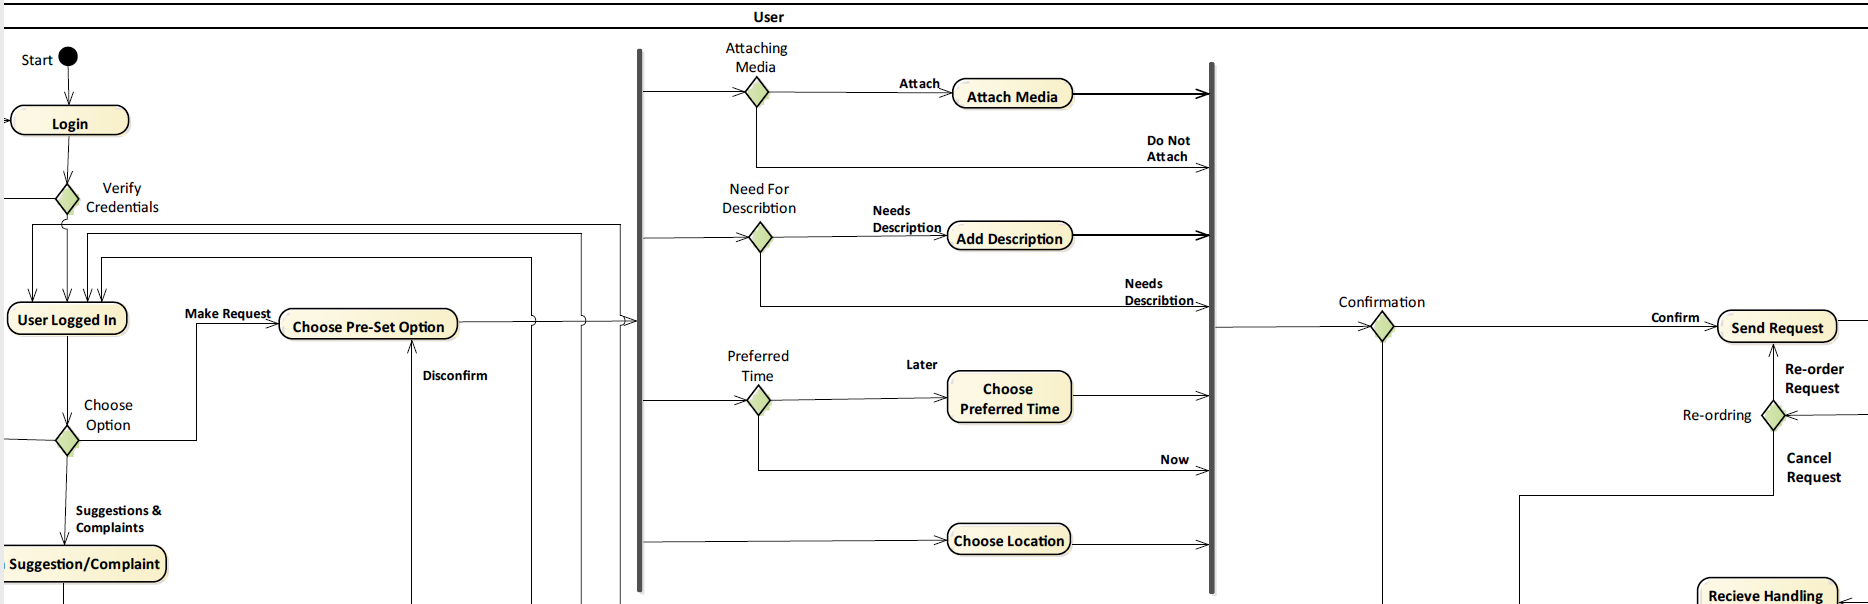 User
Start
Login
Verify
Credentials
User Logged In
Make Request
Choose Pre-Set Option
Disconfirm
Choose
Option
Suggestions &
Complaints
Suggestion/Complaint
Attaching
Media
Attach
Attach Media
Do Not
Attach
Need For
Describtion
Needs
Description
Add Description
Needs
Describtion
Preferred
Time
Later
Choose
Preferred Time
Now
Choose Location
Confirmation
Confirm
Send Request
Re-order
Request
Re-ordring
Cancel
Request
Recieve Handling